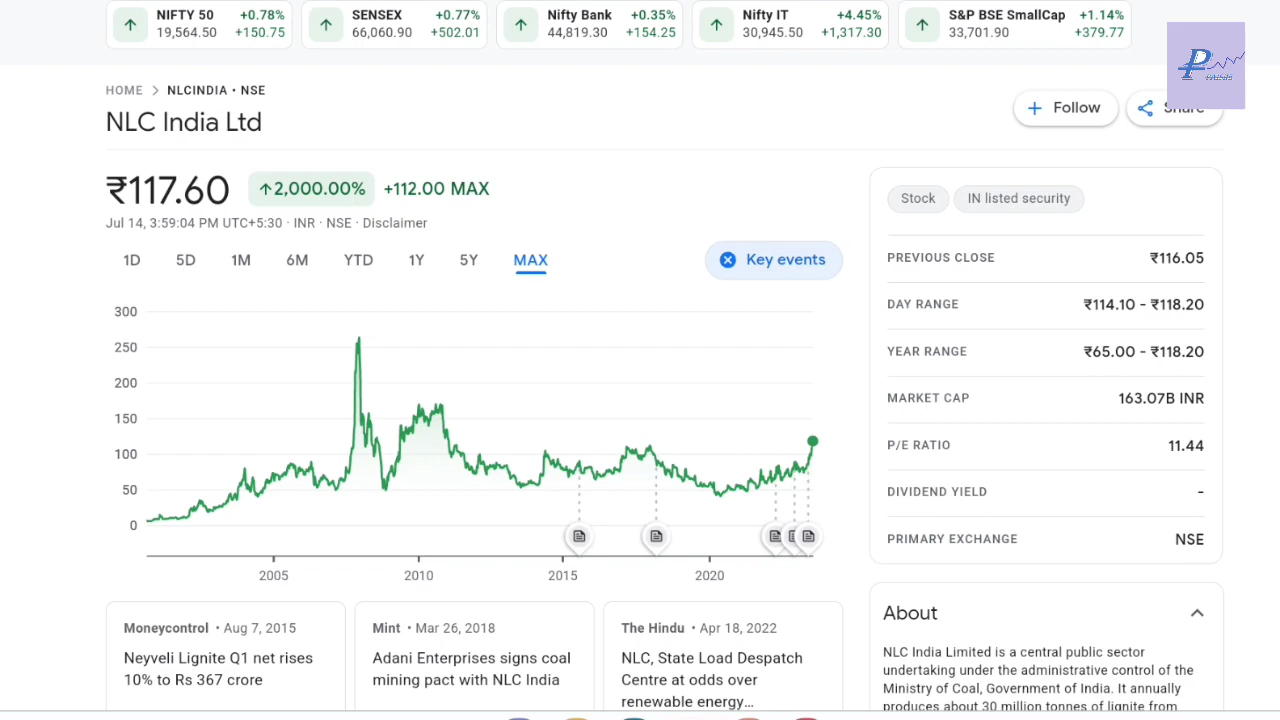 NIFTY 50 +0.78%
19,564.50 +150.75
SENSEX +0.77%
66,060.90 +502.01
Nifty Bank +0.35%
44,819.30 +154.25
Nifty IT +4.45%
30,945.50 +1,317.30
S&P BSE SmallCap +1.14%
33,701.90 +379.77
HOME > NLCINDIA • NSE
NLC India Ltd
Follow
Share
₹117.60 ↑2,000.00% +112.00 MAX
Jul 14, 3:59:04 PM UTC+5:30 · INR · NSE · Disclaimer
1D 5D 1M 6M YTD 1Y 5Y MAX
Key events
300
250
200
150
100
50
0
2005 2010 2015 2020
Stock IN listed security
PREVIOUS CLOSE ₹116.05
DAY RANGE ₹114.10 - ₹118.20
YEAR RANGE ₹65.00 - ₹118.20
MARKET CAP 163.07B INR
P/E RATIO 11.44
DIVIDEND YIELD -
PRIMARY EXCHANGE NSE
Moneycontrol • Aug 7, 2015
Neyveli Lignite Q1 net rises
10% to Rs 367 crore
Mint • Mar 26, 2018
Adani Enterprises signs coal
mining pact with NLC India
The Hindu • Apr 18, 2022
NLC, State Load Despatch
Centre at odds over
renewable energy…
About
NLC India Limited is a central public sector
undertaking under the administrative control of the
Ministry of Coal, Government of India. It annually
produces about 30 million tonnes of lignite from